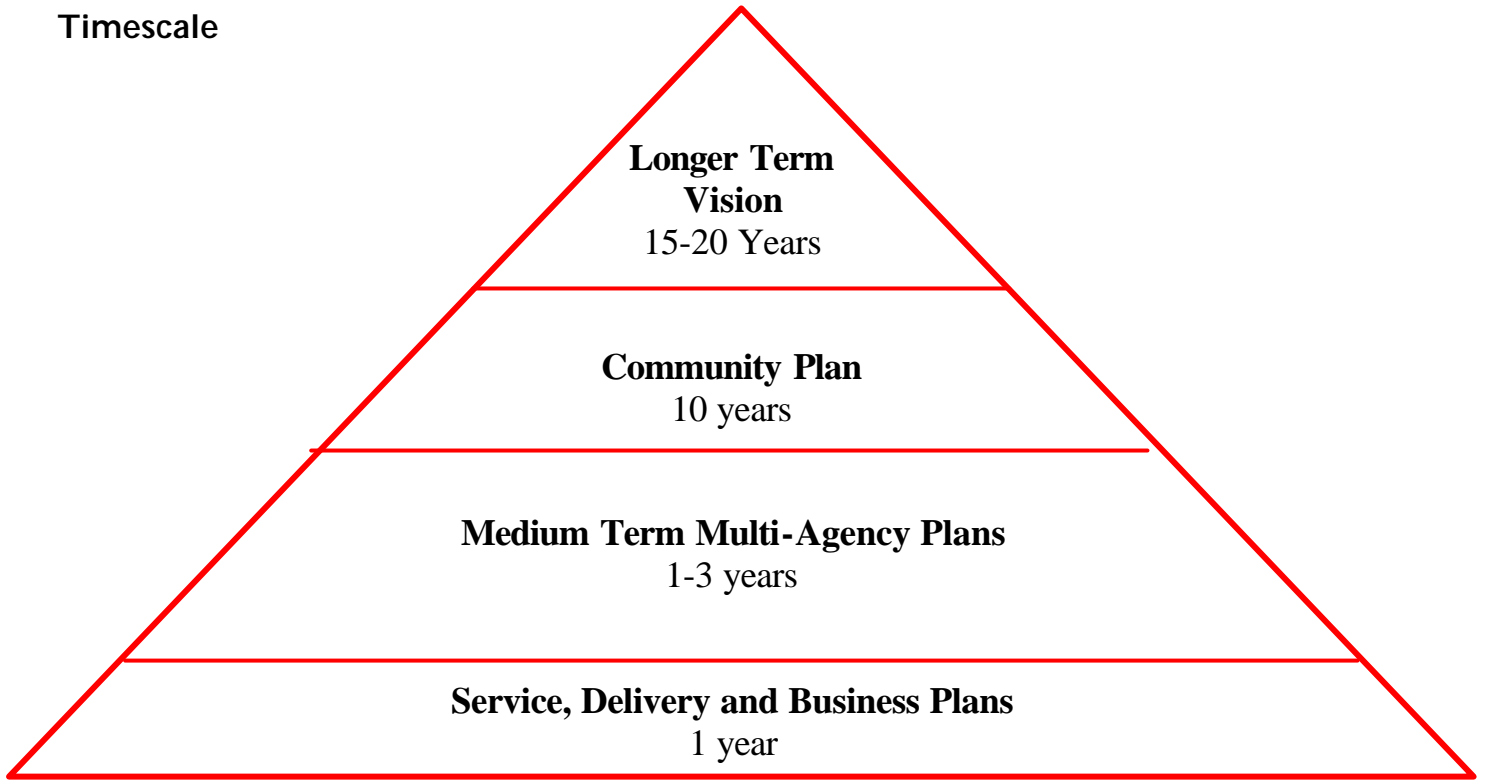 Timescale
Longer Term
Vision
15-20 Years
Community Plan
10 years
Medium Term Multi-Agency Plans
1-3 years
Service, Delivery and Business Plans
1 year